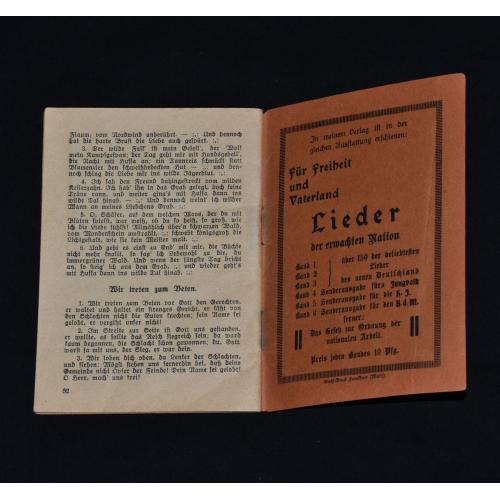 Flaum, vom Nordwind unberührt. — :,: Und dennoch
hat die harte Brust die Liebe auch gespürt. :,:
3. Der wilde Falk' ist mein Gesell', der Wolf
mein Kampfgespan; der Tag geht mir mit Hundsgebell',
die Nacht mit Hussa an; ein Tannreis schmückt statt
Blumenzier den schweißbedeckten Hut — :,: und den-
noch schlug die Liebe mir ins wilde Jägerblut. :,:
4. Ich sah den Freund dahingestreckt vom wilden
Keilerzahn. Ich hab' ihn in das Grab gelegt, doch keine
Träne rann, und weiter ging's mit Hussa dann ins
wilde Tal hinab. — :,: Und dennoch weint' ich wilder
Mann an meines Liebchens Grab. :,:
5. O, Schäfer, auf dem weichen Moos, der du mit
Blüten spielst, wer weiß, ob du so heiß, so groß, wie
ich die Liebe fühlst! Allnächtlich über'n schwarzen Wald,
vom Mondenschein umstrahlt, :,: schwebt königsgroß die
Lichtgestalt, wie sie kein Meister malt. :,:
6. Und geht es einst zu End' mit mir, die Büchse
nicht mehr knallt, so sag' ich Lebewohl zu dir, du
immergrüner Wald. Und wenn der jüngste Tag bricht
an, so steig' ich aus dem Grab. :,: und wieder geht's
mit Hussa dann ins wilde Tal hinab. :,:
Wir treten zum Beten.
1. Wir treten zum Beten vor Gott den Gerechten,
er waltet und haltet ein strenges Gericht, er läßt von
den Schlechten nicht die Guten knechten; sein Name sei
gelobt, er vergißt unser nicht!
2. Im Streite zur Seite ist Gott uns gestanden,
er wollte, es sollte das Recht siegreich sein; da ward
kaum begonnen, die Schlacht schon gewonnen; du, Gott
warst ja mit uns, der Sieg, er war dein.
3. Wir loben dich oben, du Lenker der Schlachten,
und flehen: Mögst stehen uns fernerhin bei, daß deine
Gemeinde nicht Opfer der Feinde! Dein Name sei gelobt!
O Herr, mach' uns frei!
32
In meinem Verlag ist in der
gleichen Ausstattung erschienen:
Für Freiheit
und
Vaterland
Lieder
der erwachten Nation
Band 1
Band 2
Band 3
über 150 der beliebtesten
Lieder
des neuen Deutschland
Band 4 Sonderausgabe fürs Jungvolk
Band 5 Sonderausgabe für die H.-J.
Band 6 Sonderausgabe für den B.d.M.
ferner:
Das Gesetz zur Ordnung der
nationalen Arbeit.
Preis jeden Bandes 10 Pfg.